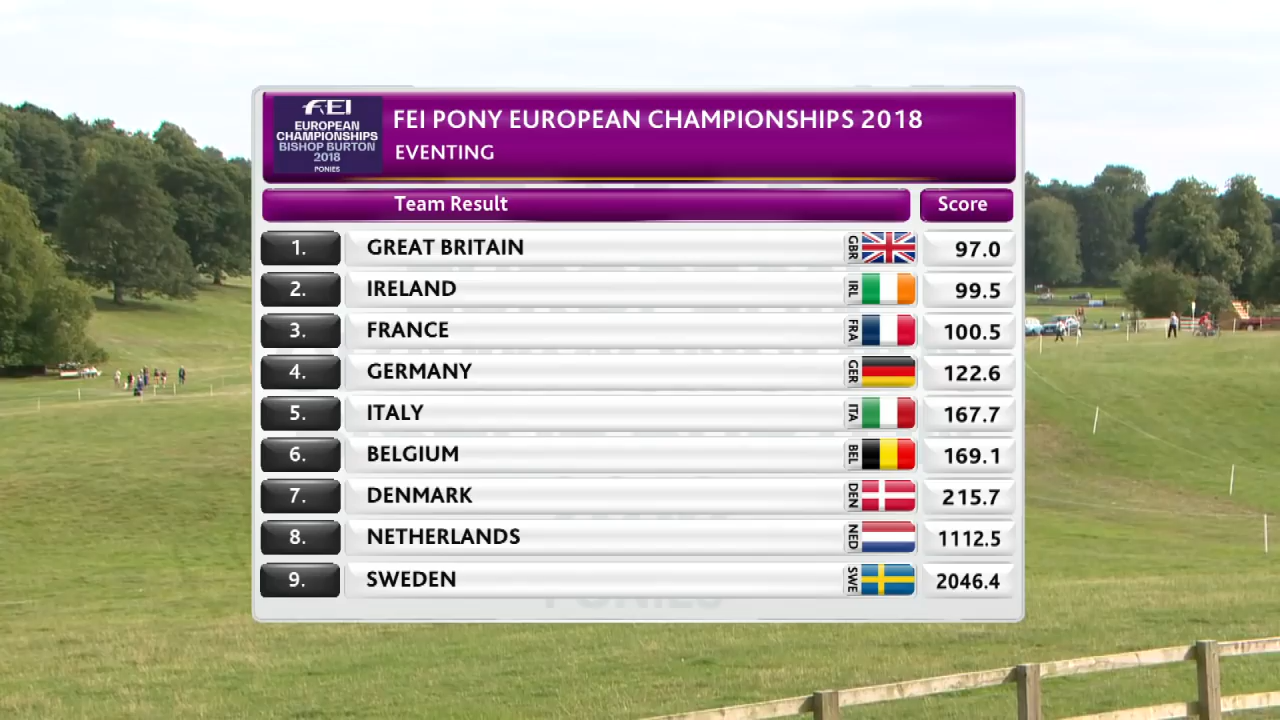 FEI
EUROPEAN
CHAMPIONSHIPS
BISHOP BURTON
2018
PONIES
FEI PONY EUROPEAN CHAMPIONSHIPS 2018
EVENTING
Team Result Score
1. GREAT BRITAIN GBR 97.0
2. IRELAND IRL 99.5
3. FRANCE FRA 100.5
4. GERMANY GER 122.6
5. ITALY ITA 167.7
6. BELGIUM BEL 169.1
7. DENMARK DEN 215.7
8. NETHERLANDS NED 1112.5
9. SWEDEN SWE 2046.4
PONIES